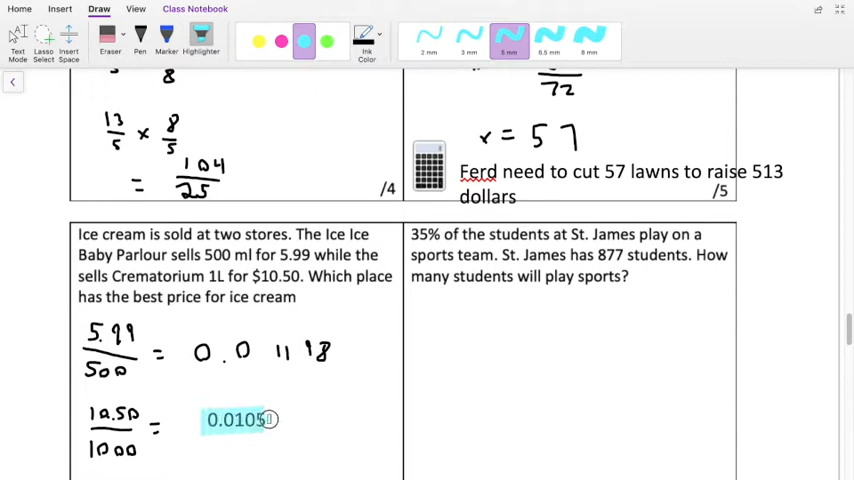 Home Insert Draw View Class Notebook
Text Mode
Lasso Select
Insert Space
Eraser
Pen
Marker
Highlighter
Ink Color
2 mm
3 mm
5 mm
6.5 mm
8 mm
8
13/5 × 8/5
= 104/25
/4
72
x = 57
Ferd need to cut 57 lawns to raise 513
dollars
/5
Ice cream is sold at two stores. The Ice Ice
Baby Parlour sells 500 ml for 5.99 while the
sells Crematorium 1L for $10.50. Which place
has the best price for ice cream
5.99/500 = 0.01198
10.50/1000 = 0.0105
35% of the students at St. James play on a
sports team. St. James has 877 students. How
many students will play sports?